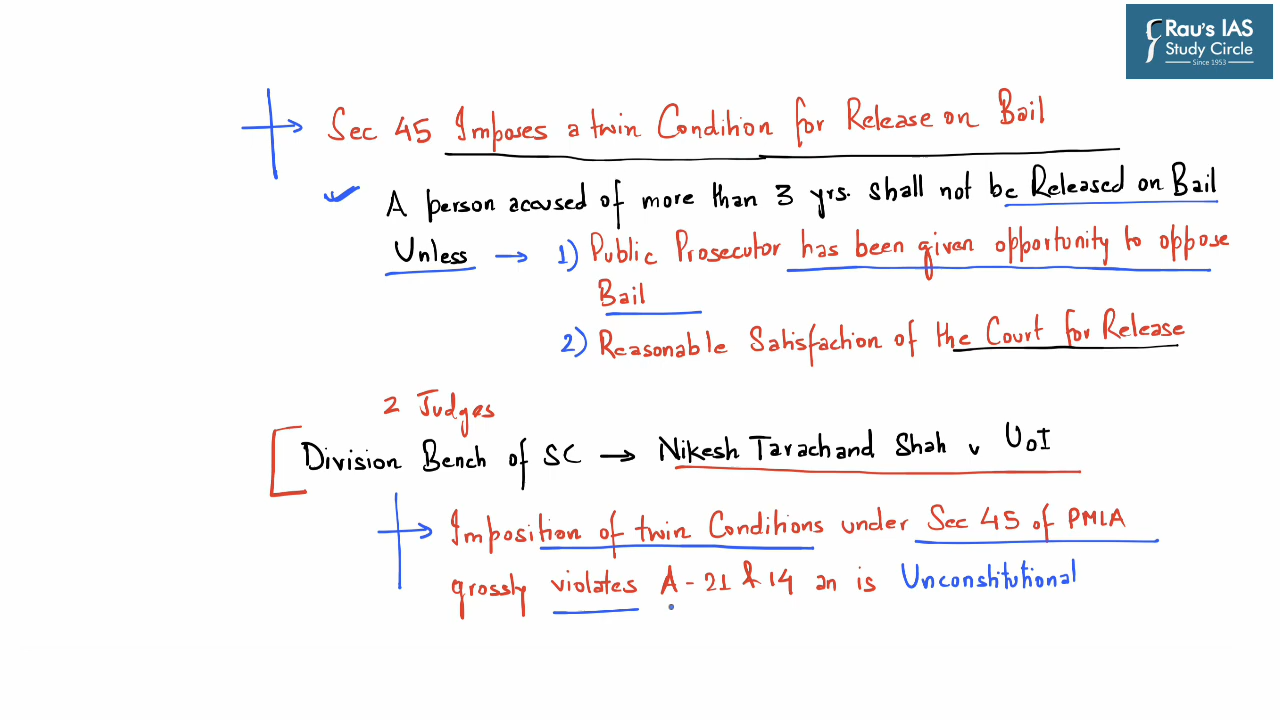 Rau's IAS
Study Circle
Since 1953
Sec 45 Imposes a twin Condition for Release on Bail
A person accused of more than 3 yrs. shall not be Released on Bail
Unless → 1) Public Prosecutor has been given opportunity to oppose
Bail
2) Reasonable Satisfaction of the Court for Release
2 Judges
Division Bench of SC → Nikesh Tarachand Shah v UoI
Imposition of twin Conditions under Sec 45 of PMLA
grossly violates A-21 & 14 an is Unconstitutional